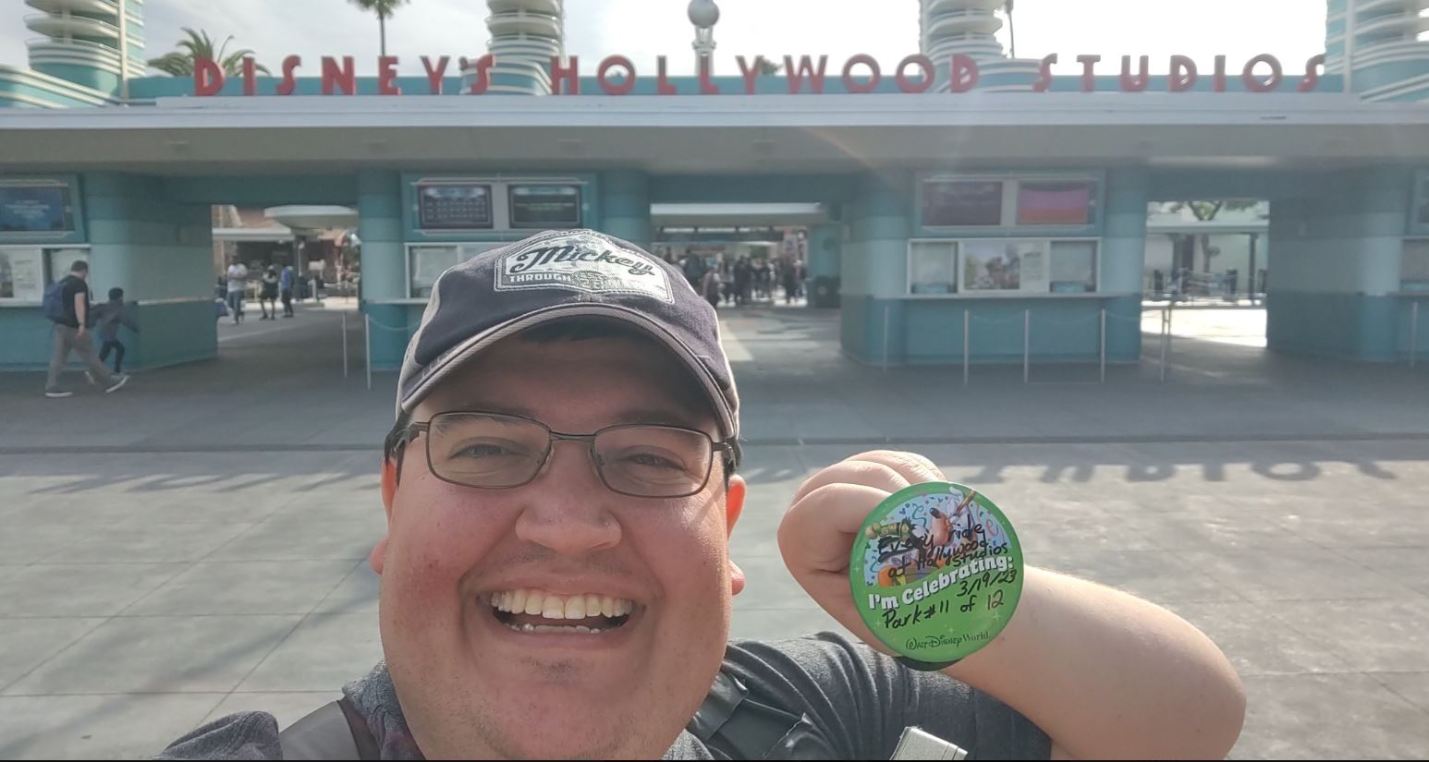 DISNEY'S HOLLYWOOD STUDIOS
Mickey
THROUGH
Every ride
at Hollywood
Studios
I'm Celebrating:
3/19/23
Park #11 of 12
Walt Disney World